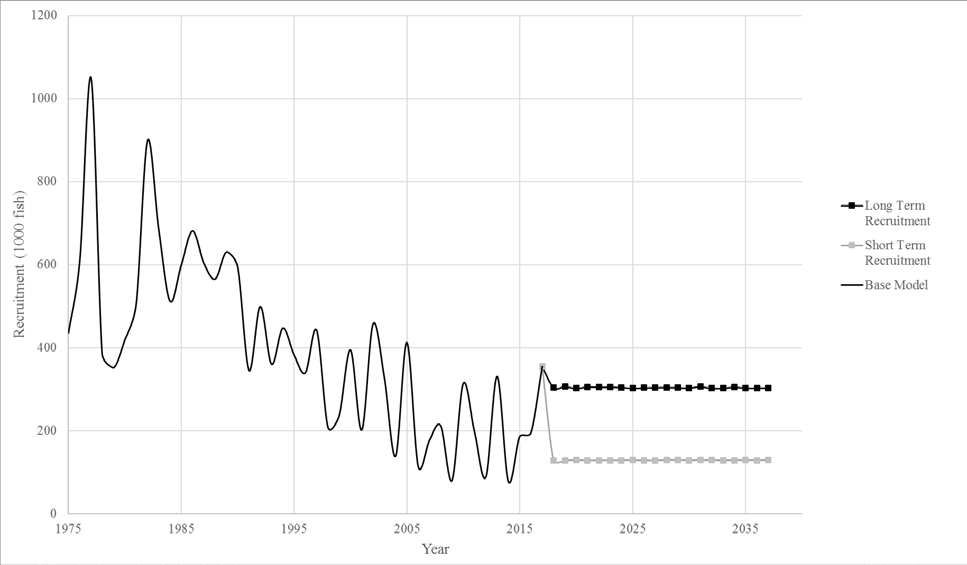 1200
1000
800
600
400
200
0
Recruitment (1000 fish)
1975 1985 1995 2005 2015 2025 2035
Year
Long Term
Recruitment
Short Term
Recruitment
Base Model